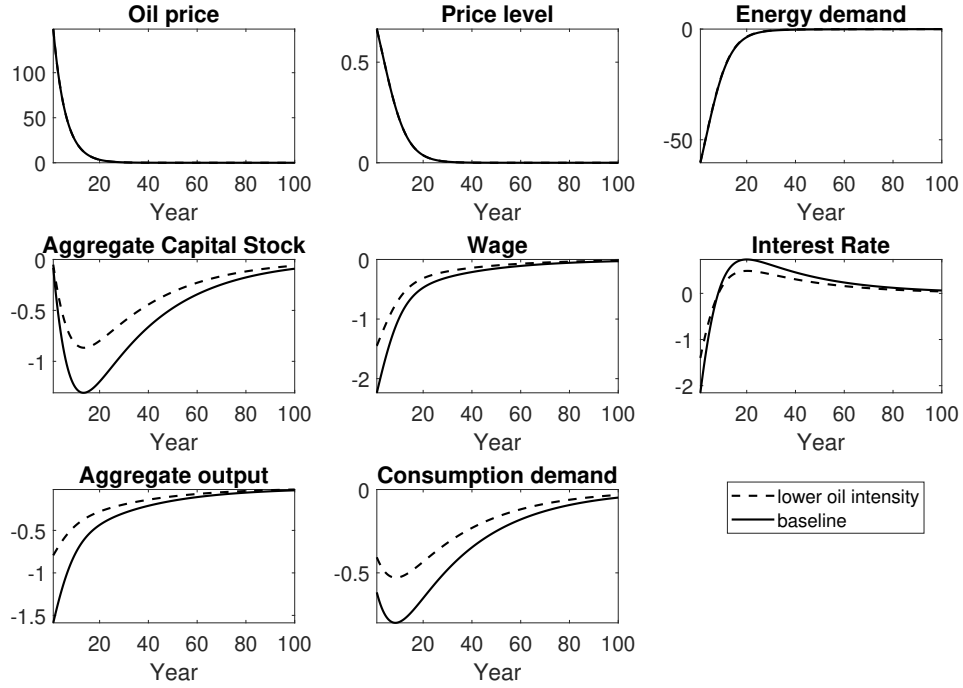 Oil price Price level Energy demand
150
100
50
0
20 40 60 80 100
Year
0.5
0
20 40 60 80 100
Year
0
-50
20 40 60 80 100
Year
Aggregate Capital Stock Wage Interest Rate
0
-0.5
-1
20 40 60 80 100
Year
0
-1
-2
20 40 60 80 100
Year
0
-1
-2
20 40 60 80 100
Year
Aggregate output Consumption demand
-0.5
-1
-1.5
20 40 60 80 100
Year
0
-0.5
20 40 60 80 100
Year
lower oil intensity
baseline